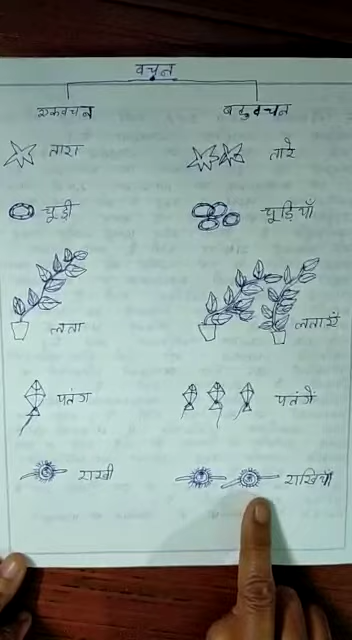 वचन
एकवचन बहुवचन
तारा तारे
चूड़ी चूड़ियाँ
लता लताएँ
पतंग पतंगें
राखी राखियाँ